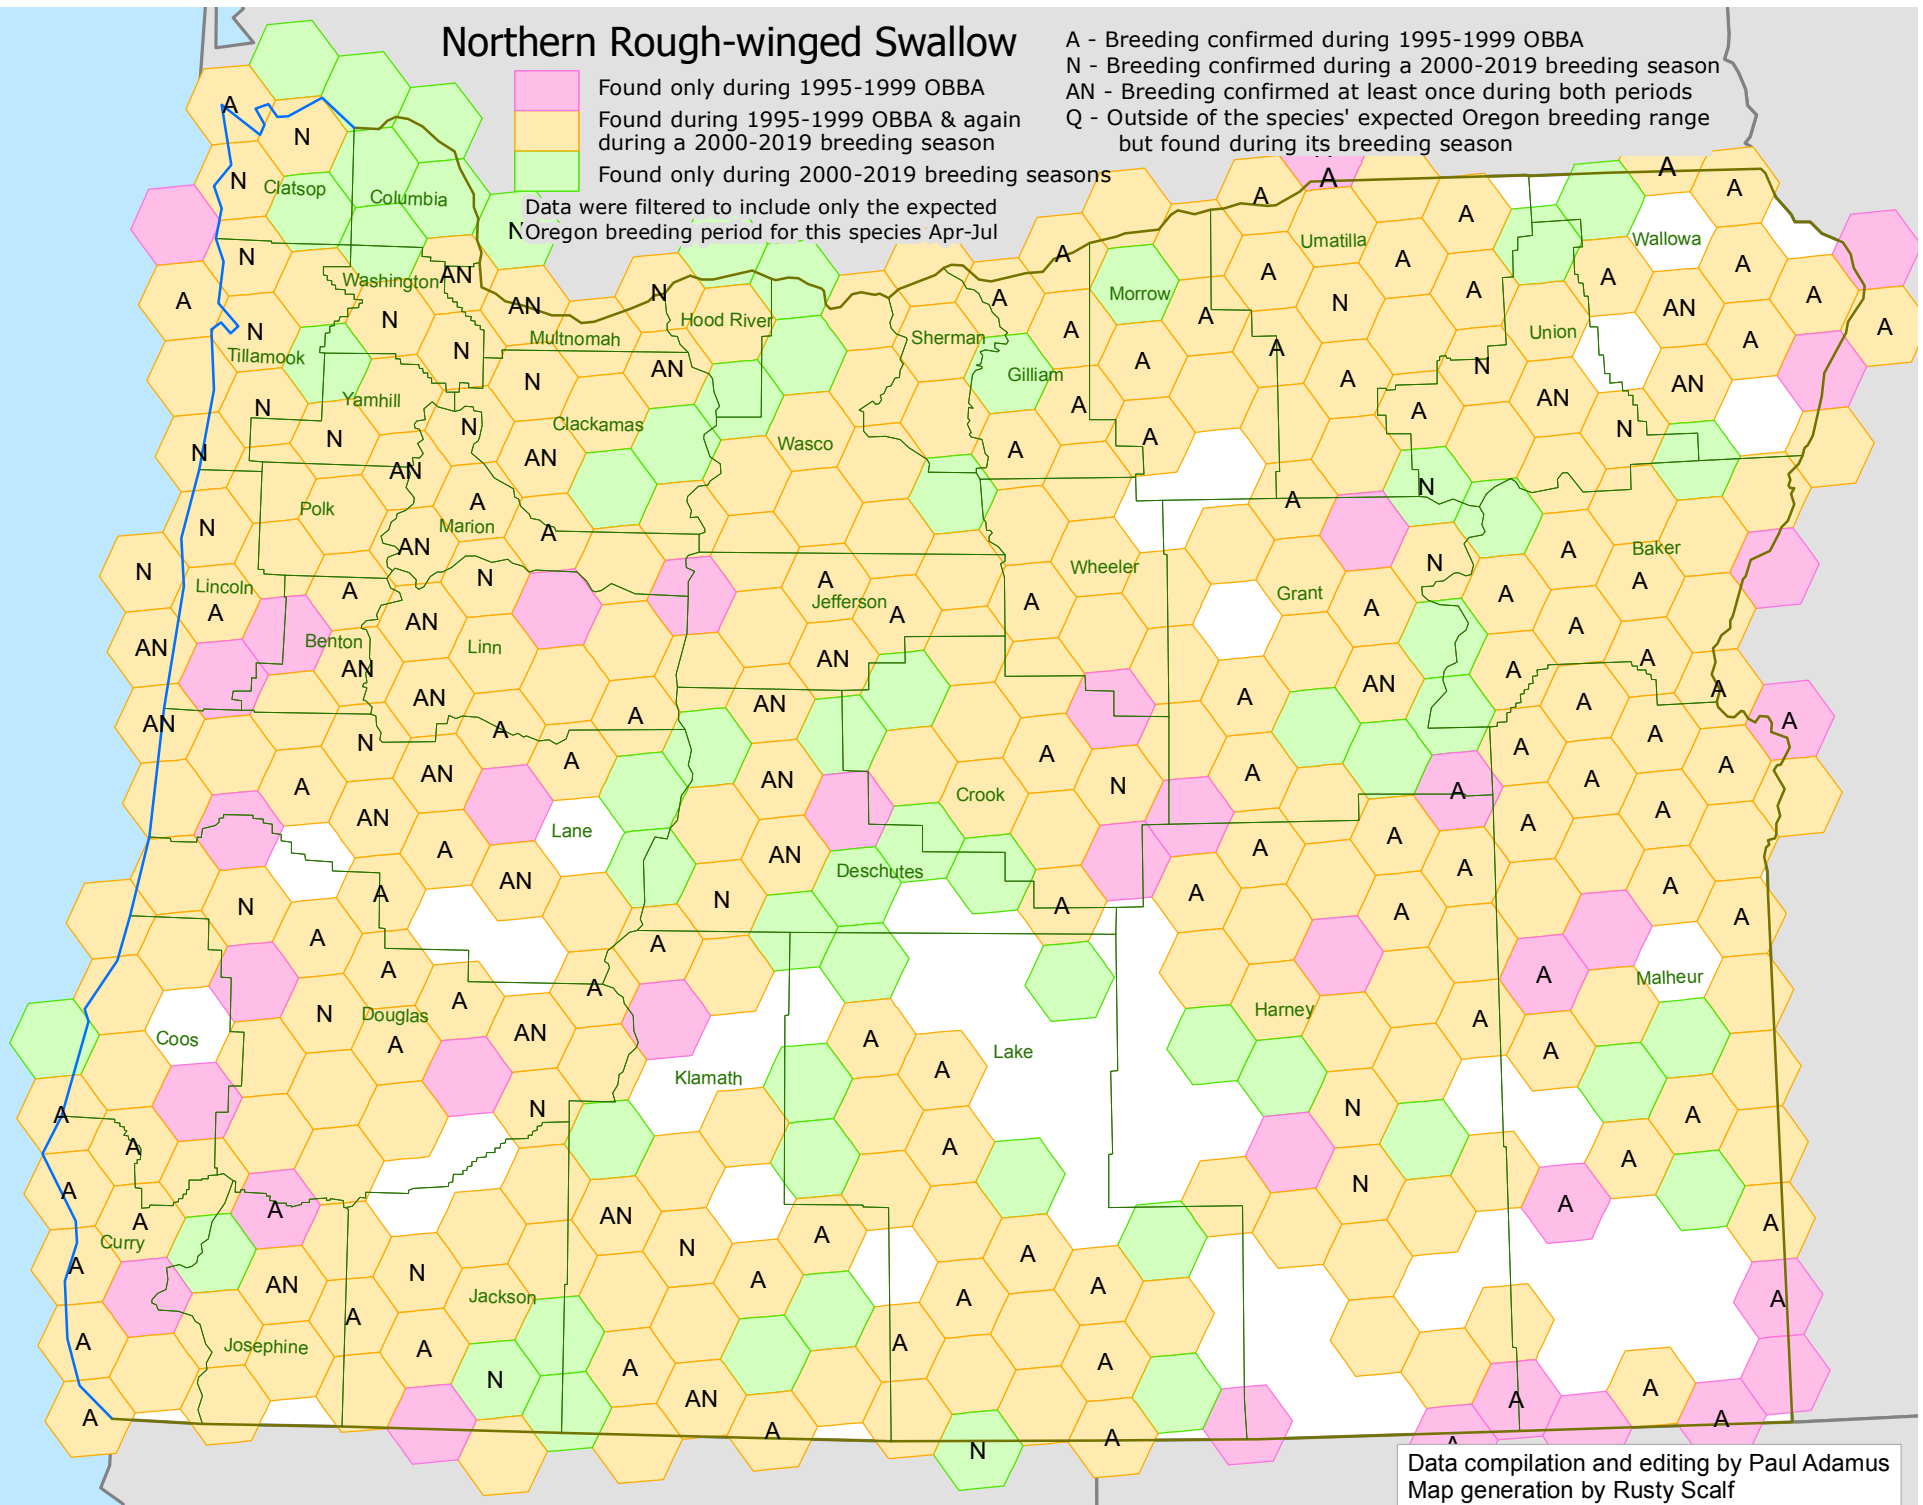 Northern Rough-winged Swallow
Found only during 1995-1999 OBBA
Found during 1995-1999 OBBA & again
during a 2000-2019 breeding season
Found only during 2000-2019 breeding seasons
Data were filtered to include only the expected
Oregon breeding period for this species Apr-Jul
A - Breeding confirmed during 1995-1999 OBBA
N - Breeding confirmed during a 2000-2019 breeding season
AN - Breeding confirmed at least once during both periods
Q - Outside of the species' expected Oregon breeding range
but found during its breeding season
Clatsop
Columbia
Umatilla
Wallowa
Washington
Morrow
Hood River
Multnomah
Sherman
Union
Tillamook
Gilliam
Yamhill
Clackamas
Wasco
Polk
Marion
Baker
Wheeler
Lincoln
Jefferson
Grant
Benton
Linn
Crook
Lane
Deschutes
Malheur
Harney
Douglas
Coos
Lake
Klamath
Curry
Jackson
Josephine
Data compilation and editing by Paul Adamus
Map generation by Rusty Scalf